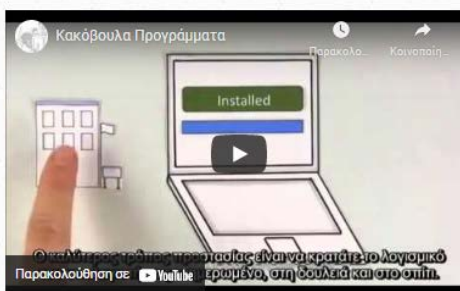 Κακόβουλα Προγράμματα
Παρακολο...
Κοινοποίη...
Installed
Ο καλύτερος τρόπος προστασίας είναι να κρατάτε το λογισμικό
μερωμένο, στη δουλειά και στο σπίτι.
Παρακολούθηση σε YouTube